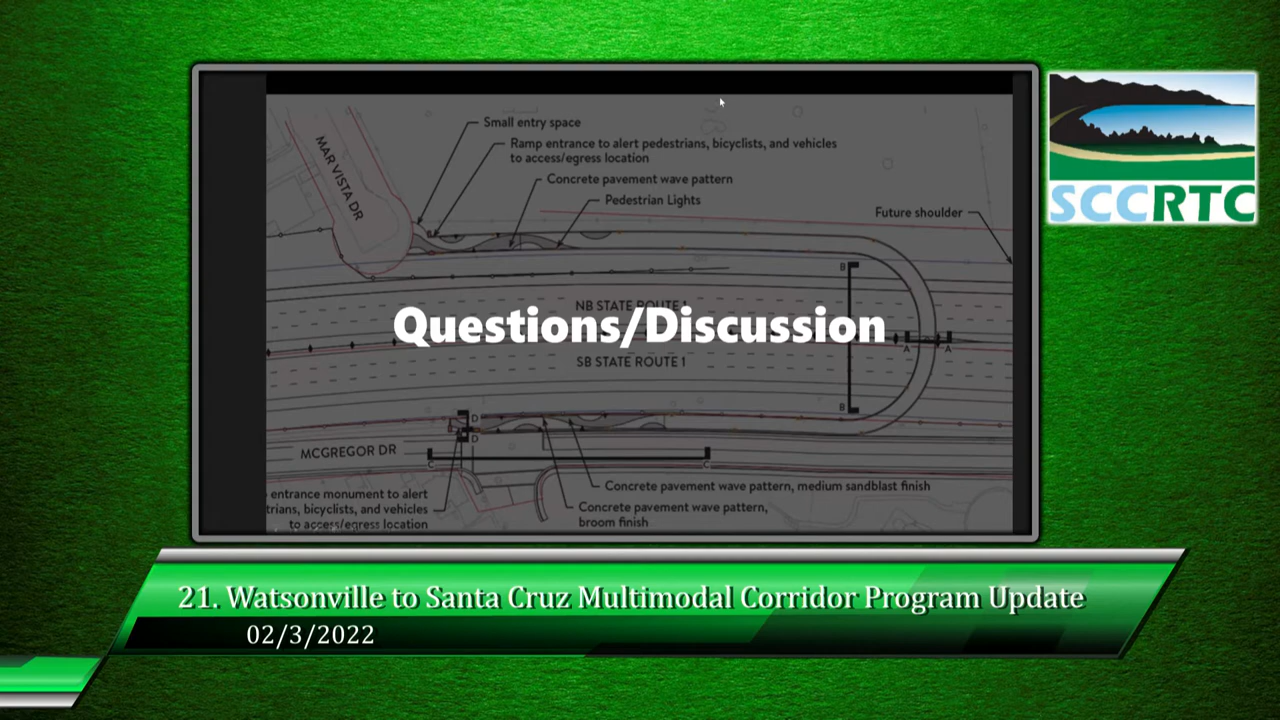 Small entry space
Ramp entrance to alert pedestrians, bicyclists, and vehicles
to access/egress location
MAR VISTA DR
Concrete pavement wave pattern
Pedestrian Lights
Future shoulder
SCCRTC
B
NB STATE ROUTE 1
Questions/Discussion
A A
SB STATE ROUTE 1
B
D
D
MCGREGOR DR
C C
entrance monument to alert
trians, bicyclists, and vehicles
to access/egress location
Concrete pavement wave pattern, medium sandblast finish
Concrete pavement wave pattern,
broom finish
21. Watsonville to Santa Cruz Multimodal Corridor Program Update
02/3/2022